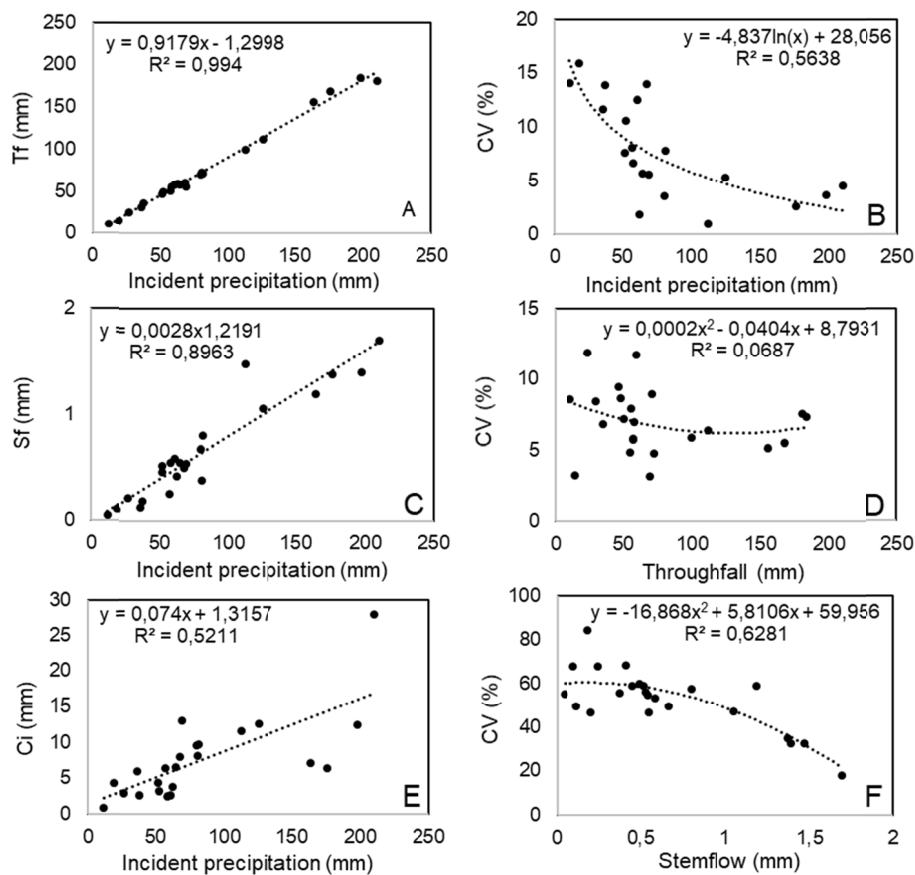 250
200
150
100
50
0
Tf (mm)
y = 0,9179x - 1,2998
R² = 0,994
A
0 50 100 150 200 250
Incident precipitation (mm)
20
15
10
5
0
CV (%)
y = -4,837ln(x) + 28,056
R² = 0,5638
B
0 50 100 150 200 250
Incident precipitation (mm)
2
1
0
Sf (mm)
y = 0,0028x1,2191
R² = 0,8963
C
0 50 100 150 200 250
Incident precipitation (mm)
15
10
5
0
CV (%)
y = 0,0002x² - 0,0404x + 8,7931
R² = 0,0687
D
0 50 100 150 200 250
Throughfall (mm)
30
25
20
15
10
5
0
Ci (mm)
y = 0,074x + 1,3157
R² = 0,5211
E
0 50 100 150 200 250
Incident precipitation (mm)
100
80
60
40
20
0
CV (%)
y = -16,868x² + 5,8106x + 59,956
R² = 0,6281
F
0 0,5 1 1,5 2
Stemflow (mm)